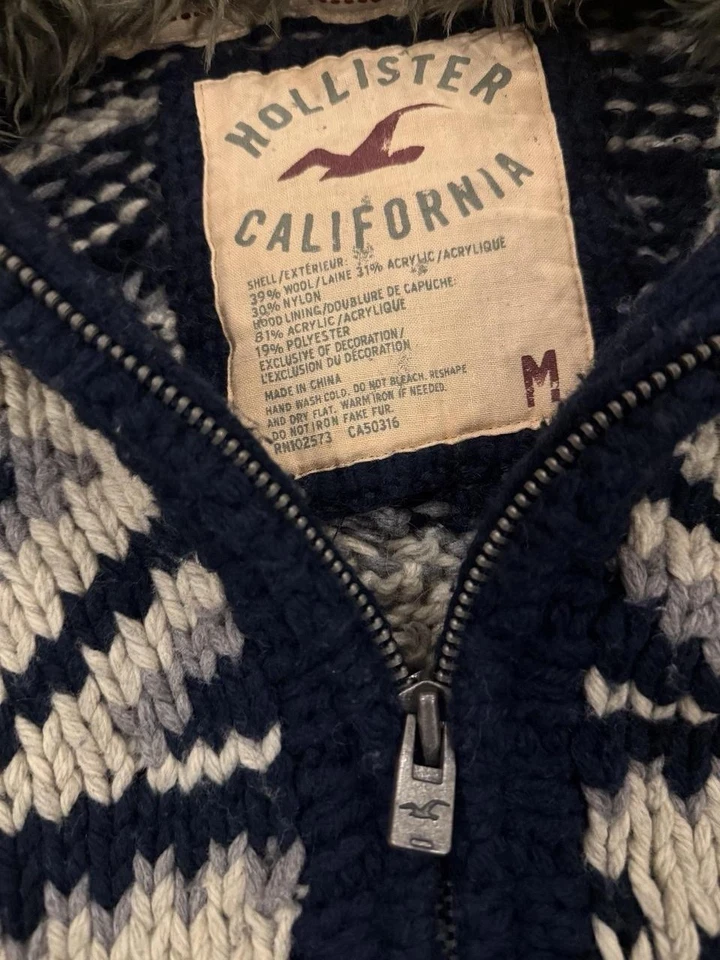 HOLLISTER
CALIFORNIA
SHELL/EXTÉRIEUR:
39% WOOL/LAINE 31% ACRYLIC/ACRYLIQUE
30% NYLON
HOOD LINING/DOUBLURE DE CAPUCHE:
81% ACRYLIC/ACRYLIQUE
19% POLYESTER
EXCLUSIVE OF DECORATION/
L'EXCLUSION DU DÉCORATION
MADE IN CHINA
HAND WASH COLD. DO NOT BLEACH. RESHAPE
AND DRY FLAT. WARM IRON IF NEEDED.
DO NOT IRON FAKE FUR.
RN102573 CA50316
M